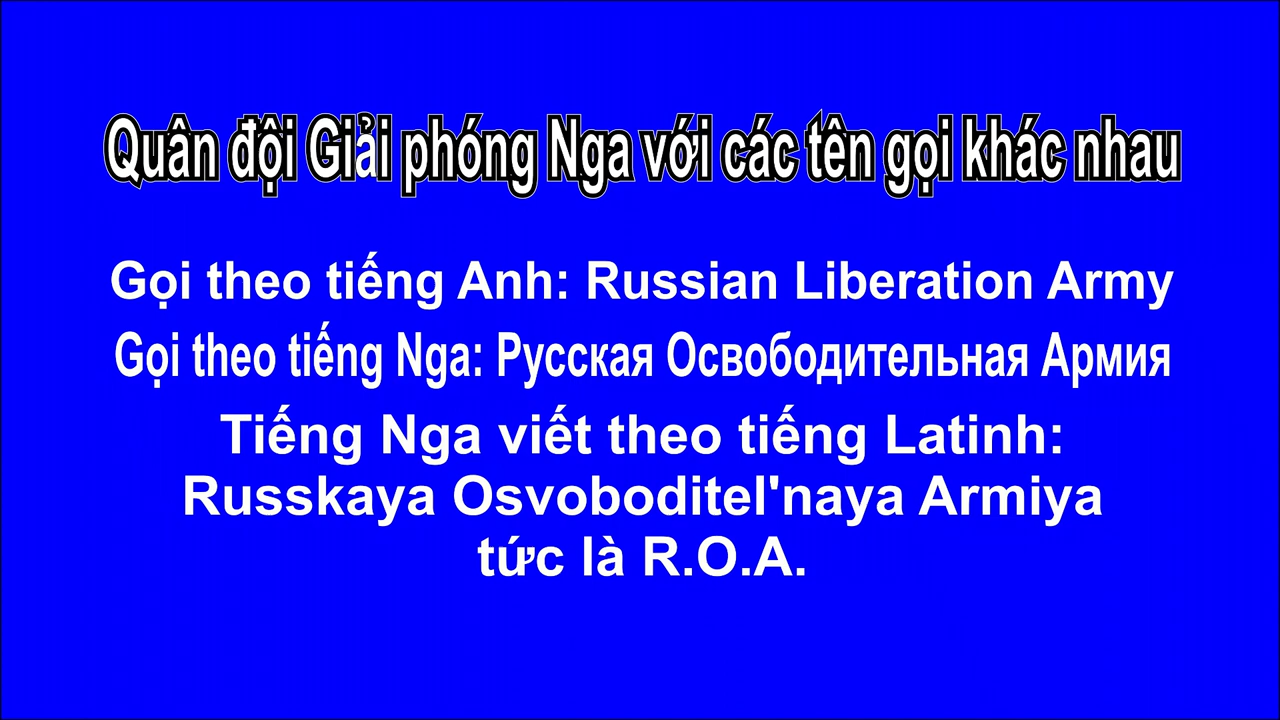 Quân đội Giải phóng Nga với các tên gọi khác nhau
Gọi theo tiếng Anh: Russian Liberation Army
Gọi theo tiếng Nga: Русская Освободительная Армия
Tiếng Nga viết theo tiếng Latinh:
Russkaya Osvoboditel'naya Armiya
tức là R.O.A.